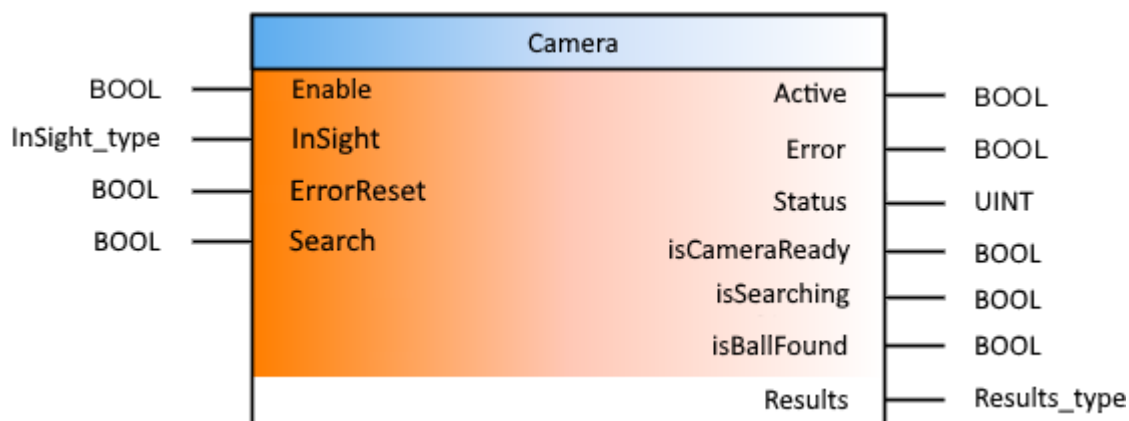 Camera
BOOL Enable Active BOOL
InSight_type InSight Error BOOL
BOOL ErrorReset Status UINT
BOOL Search isCameraReady BOOL
isSearching BOOL
isBallFound BOOL
Results Results_type